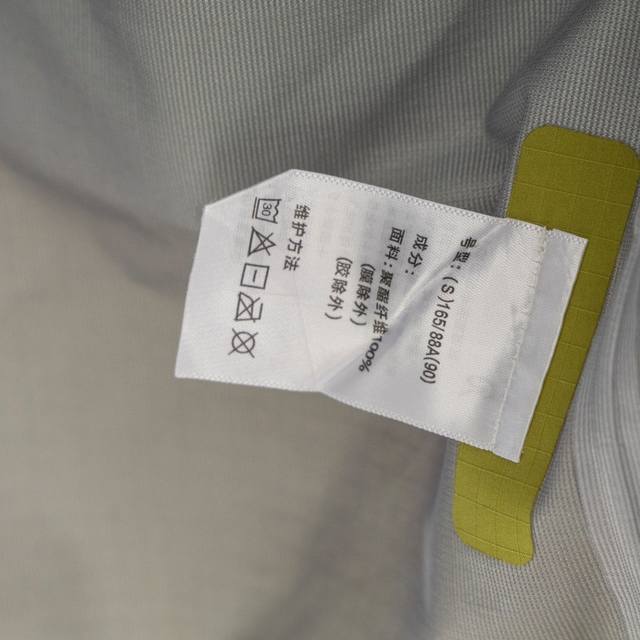 号型：(S)165/88A(90)
成分：
面料：聚酯纤维100%
(膜除外)
(胶除外)
维护方法
30